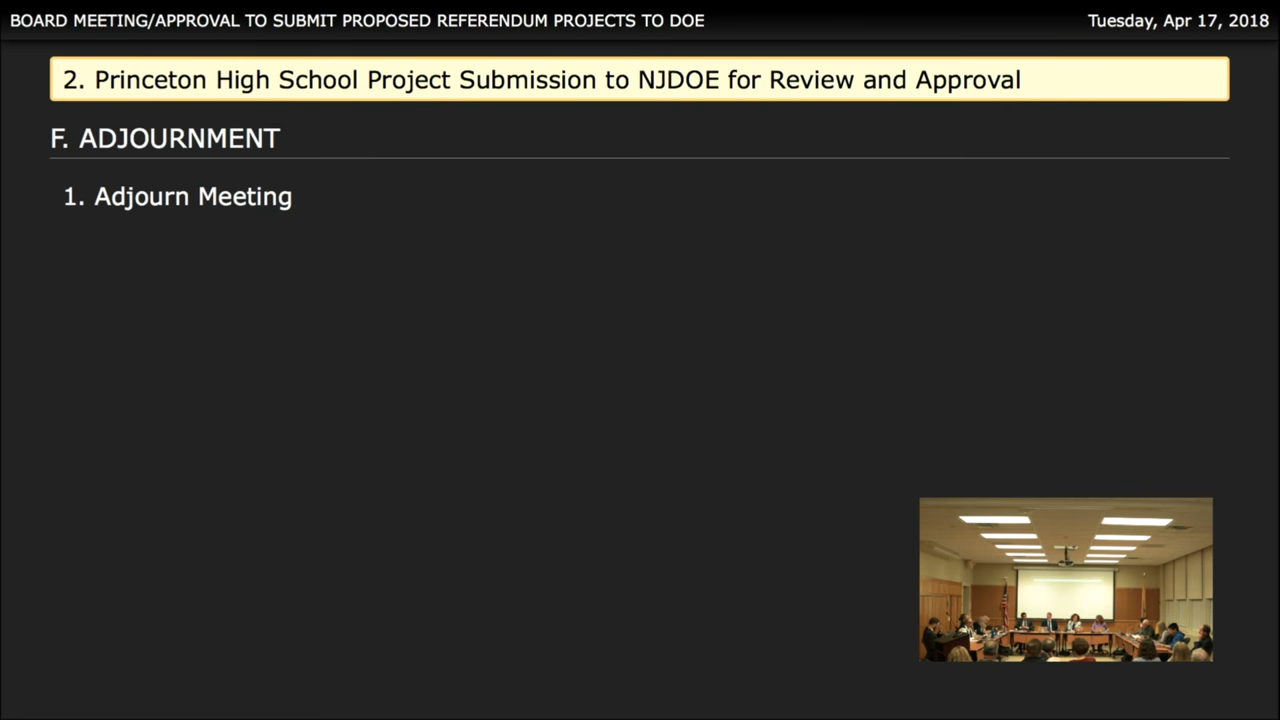 BOARD MEETING/APPROVAL TO SUBMIT PROPOSED REFERENDUM PROJECTS TO DOE
Tuesday, Apr 17, 2018
2. Princeton High School Project Submission to NJDOE for Review and Approval
F. ADJOURNMENT
1. Adjourn Meeting